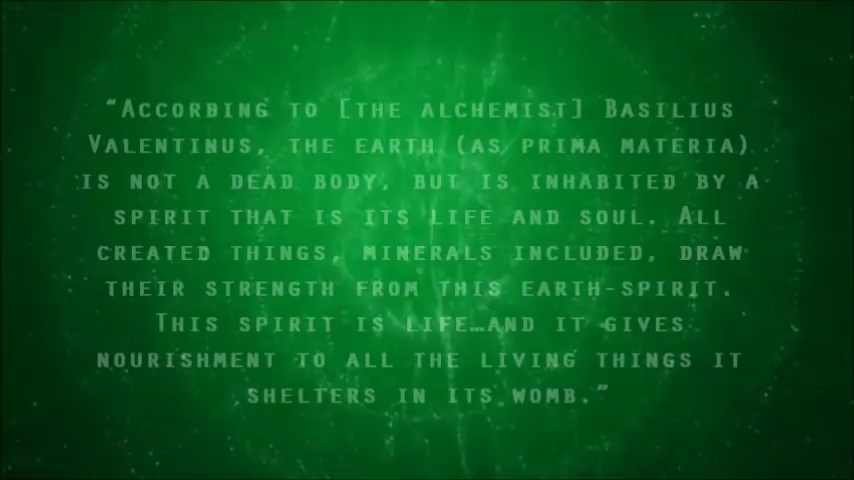 “According to [the alchemist] Basilius
Valentinus, the earth (as prima materia)
is not a dead body, but is inhabited by a
spirit that is its life and soul. All
created things, minerals included, draw
their strength from this earth-spirit.
This spirit is life…and it gives
nourishment to all the living things it
shelters in its womb.”